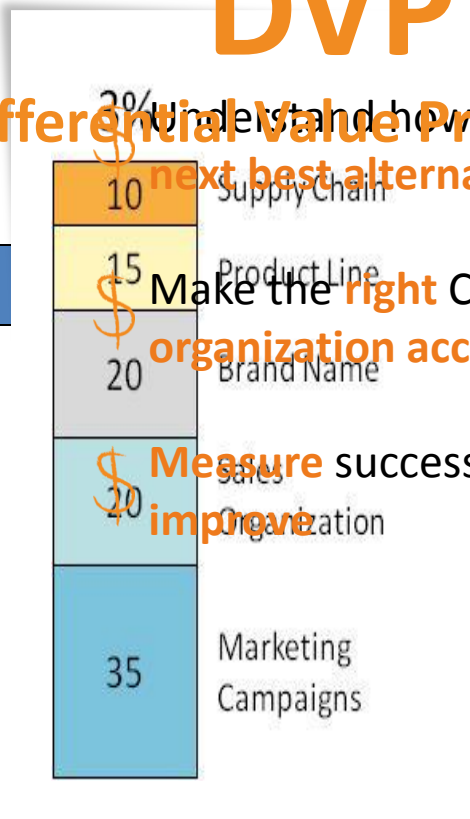 DVP
fferential Value Pr
3%
Understand how
next best alterna
10 Supply Chain
15 Product Line
$ Make the right C
organization acc
20 Brand Name
$ Measure success
20 Sales
Organization
improve
35 Marketing
Campaigns